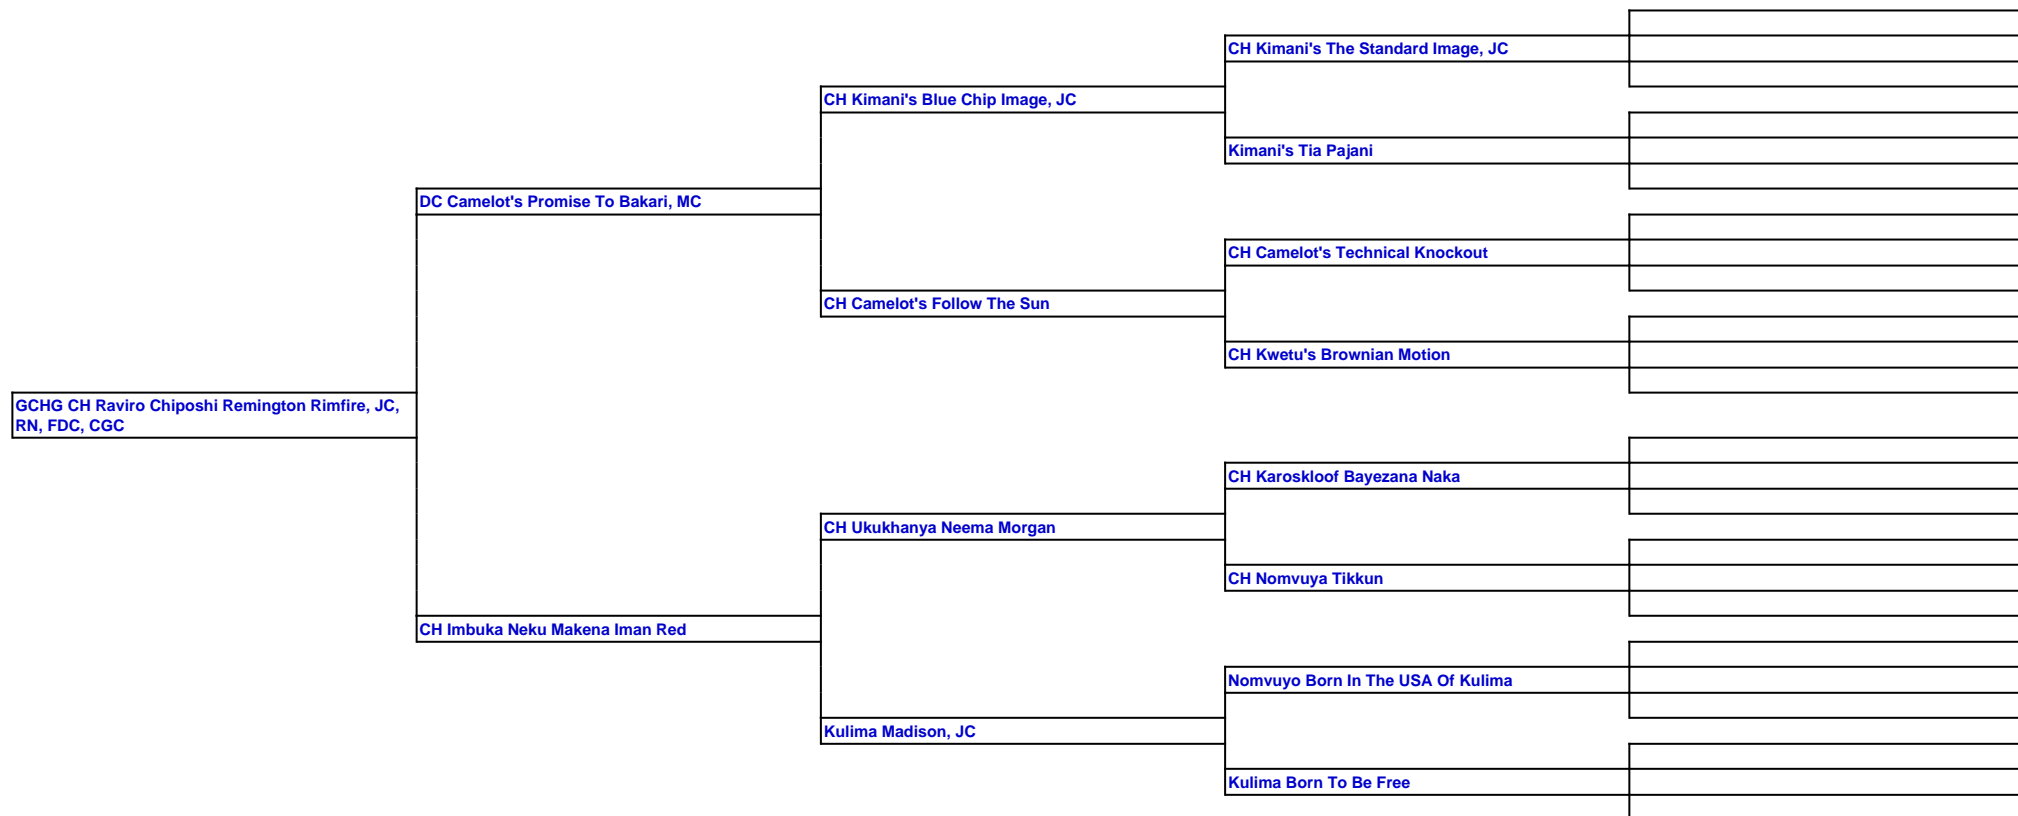 CH Kimani's The Standard Image, JC
CH Kimani's Blue Chip Image, JC
Kimani's Tia Pajani
DC Camelot's Promise To Bakari, MC
CH Camelot's Technical Knockout
CH Camelot's Follow The Sun
CH Kwetu's Brownian Motion
GCHG CH Raviro Chiposhi Remington Rimfire, JC,
RN, FDC, CGC
CH Karoskloof Bayezana Naka
CH Ukukhanya Neema Morgan
CH Nomvuya Tikkun
CH Imbuka Neku Makena Iman Red
Nomvuyo Born In The USA Of Kulima
Kulima Madison, JC
Kulima Born To Be Free